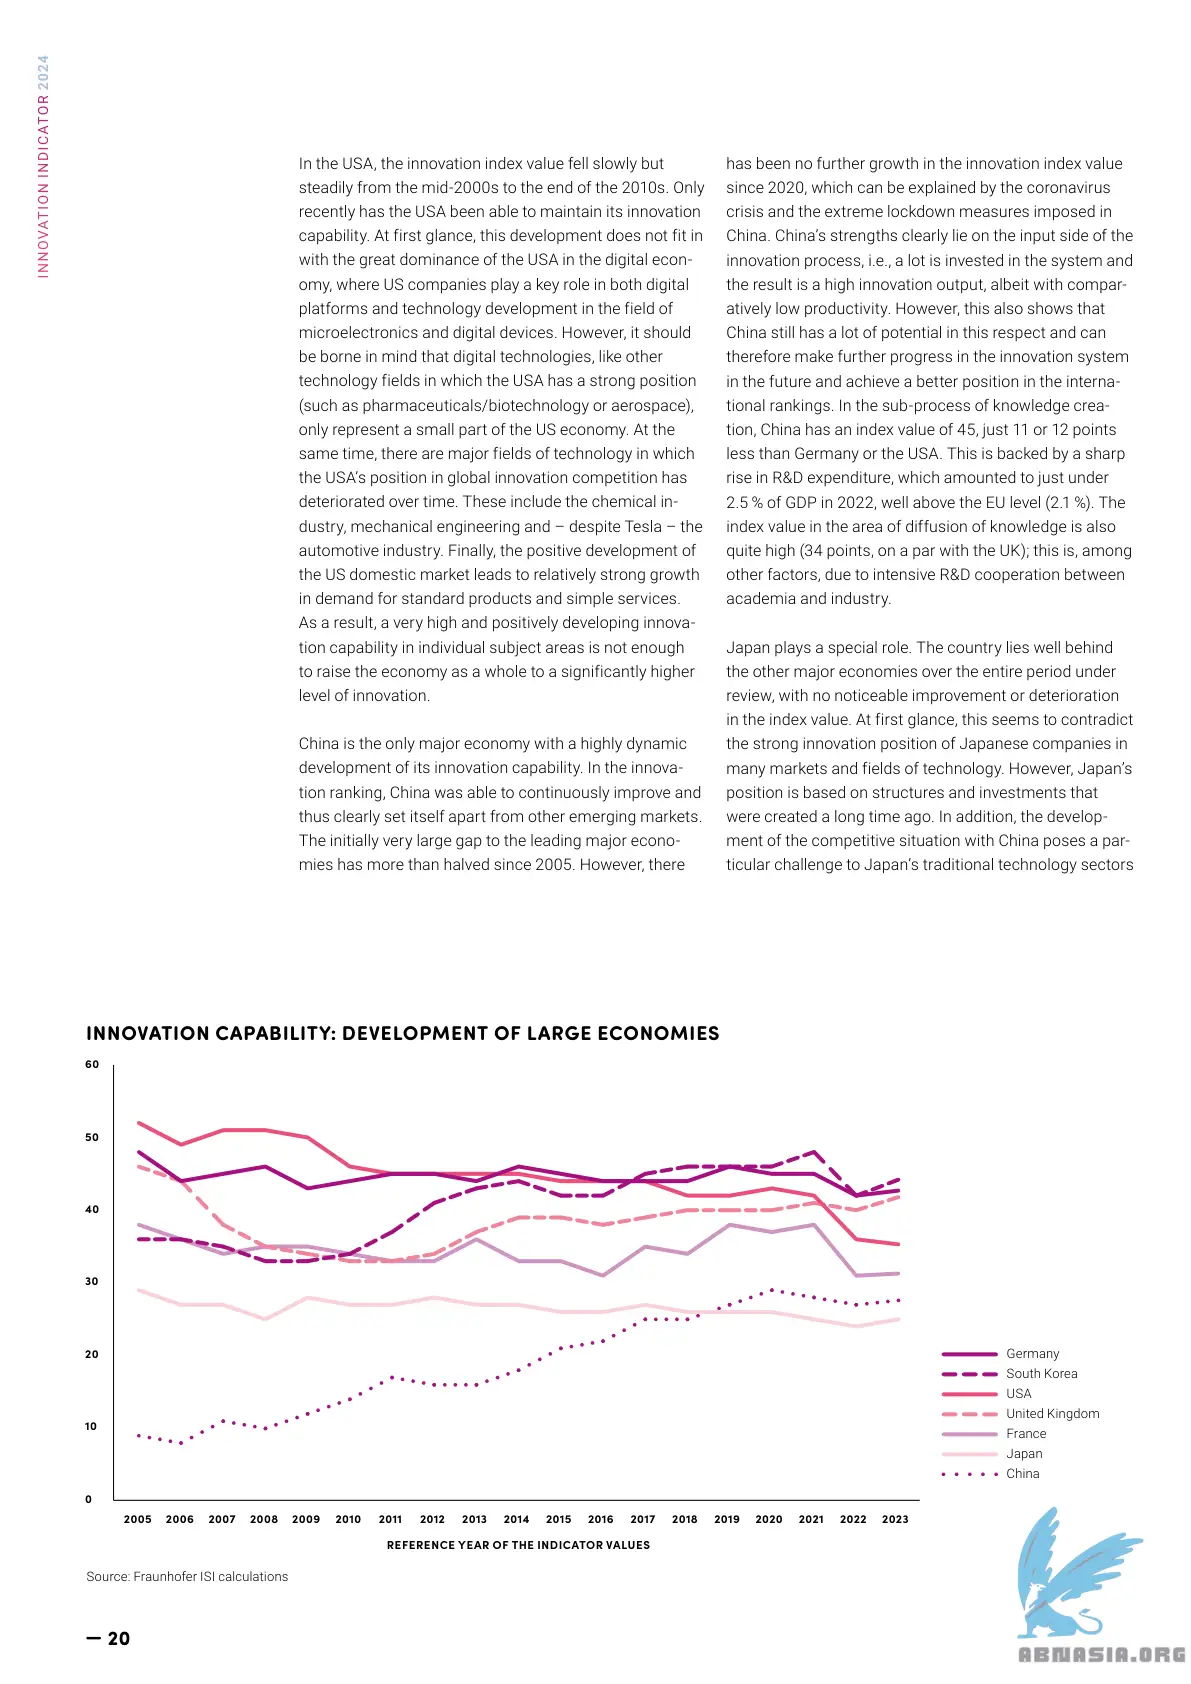 INNOVATION INDICATOR 2024
In the USA, the innovation index value fell slowly but
steadily from the mid-2000s to the end of the 2010s. Only
recently has the USA been able to maintain its innovation
capability. At first glance, this development does not fit in
with the great dominance of the USA in the digital econ-
omy, where US companies play a key role in both digital
platforms and technology development in the field of
microelectronics and digital devices. However, it should
be borne in mind that digital technologies, like other
technology fields in which the USA has a strong position
(such as pharmaceuticals/biotechnology or aerospace),
only represent a small part of the US economy. At the
same time, there are major fields of technology in which
the USA's position in global innovation competition has
deteriorated over time. These include the chemical in-
dustry, mechanical engineering and – despite Tesla – the
automotive industry. Finally, the positive development of
the US domestic market leads to relatively strong growth
in demand for standard products and simple services.
As a result, a very high and positively developing innova-
tion capability in individual subject areas is not enough
to raise the economy as a whole to a significantly higher
level of innovation.
China is the only major economy with a highly dynamic
development of its innovation capability. In the innova-
tion ranking, China was able to continuously improve and
thus clearly set itself apart from other emerging markets.
The initially very large gap to the leading major econo-
mies has more than halved since 2005. However, there
has been no further growth in the innovation index value
since 2020, which can be explained by the coronavirus
crisis and the extreme lockdown measures imposed in
China. China's strengths clearly lie on the input side of the
innovation process, i.e., a lot is invested in the system and
the result is a high innovation output, albeit with compar-
atively low productivity. However, this also shows that
China still has a lot of potential in this respect and can
therefore make further progress in the innovation system
in the future and achieve a better position in the interna-
tional rankings. In the sub-process of knowledge crea-
tion, China has an index value of 45, just 11 or 12 points
less than Germany or the USA. This is backed by a sharp
rise in R&D expenditure, which amounted to just under
2.5 % of GDP in 2022, well above the EU level (2.1 %). The
index value in the area of diffusion of knowledge is also
quite high (34 points, on a par with the UK); this is, among
other factors, due to intensive R&D cooperation between
academia and industry.
Japan plays a special role. The country lies well behind
the other major economies over the entire period under
review, with no noticeable improvement or deterioration
in the index value. At first glance, this seems to contradict
the strong innovation position of Japanese companies in
many markets and fields of technology. However, Japan's
position is based on structures and investments that
were created a long time ago. In addition, the develop-
ment of the competitive situation with China poses a par-
ticular challenge to Japan's traditional technology sectors
INNOVATION CAPABILITY: DEVELOPMENT OF LARGE ECONOMIES
60
50
40
30
20
10
0
2005 2006 2007 2008 2009 2010 2011 2012 2013 2014 2015 2016 2017 2018 2019 2020 2021 2022 2023
REFERENCE YEAR OF THE INDICATOR VALUES
Germany
South Korea
USA
United Kingdom
France
Japan
China
Source: Fraunhofer ISI calculations
— 20
ABNASIA.ORG